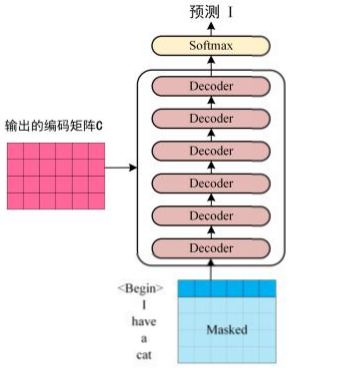 预测 I
Softmax
Decoder
Decoder
Decoder
Decoder
Decoder
Decoder
输出的编码矩阵C
<Begin>
I
have
a
cat
Masked